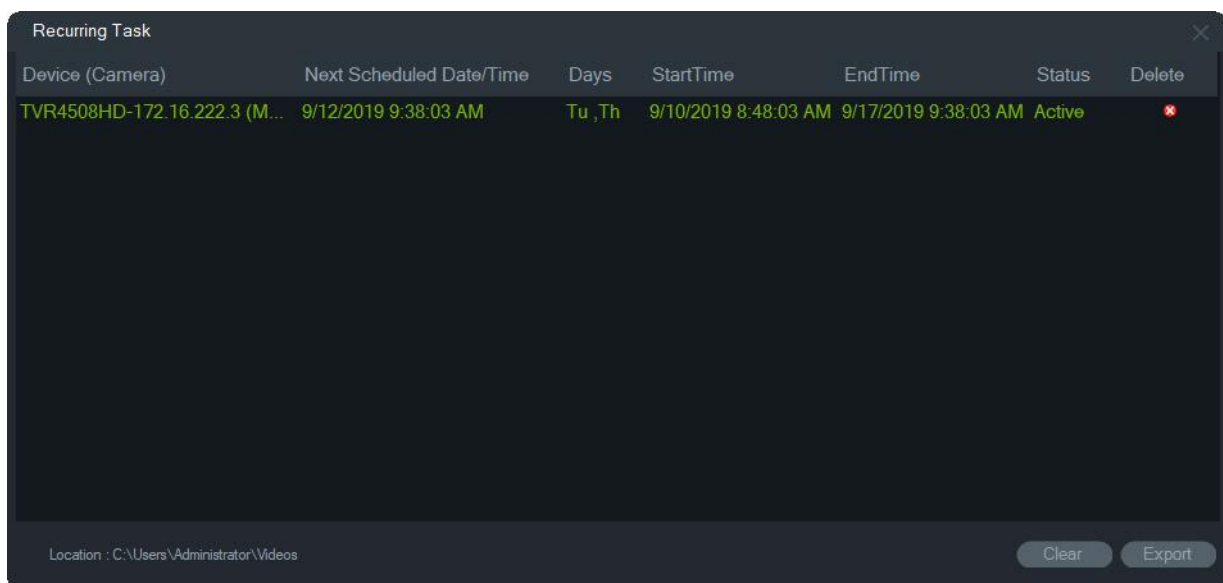 Recurring Task
Device (Camera) Next Scheduled Date/Time Days StartTime EndTime Status Delete
TVR4508HD-172.16.222.3 (M... 9/12/2019 9:38:03 AM Tu ,Th 9/10/2019 8:48:03 AM 9/17/2019 9:38:03 AM Active
Location : C:\Users\Administrator\Videos Clear Export